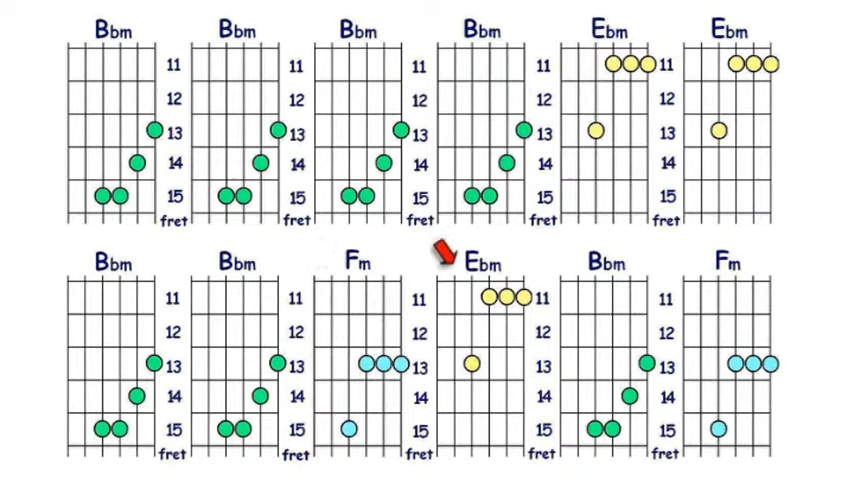 Bbm Bbm Bbm Bbm Ebm Ebm
11 11 11 11 11
12 12 12 12 12
13 13 13 13 13
14 14 14 14 14
15 15 15 15 15
fret fret fret fret fret
Bbm Bbm Fm Ebm Bbm Fm
11 11 11 11 11
12 12 12 12 12
13 13 13 13 13
14 14 14 14 14
15 15 15 15 15
fret fret fret fret fret